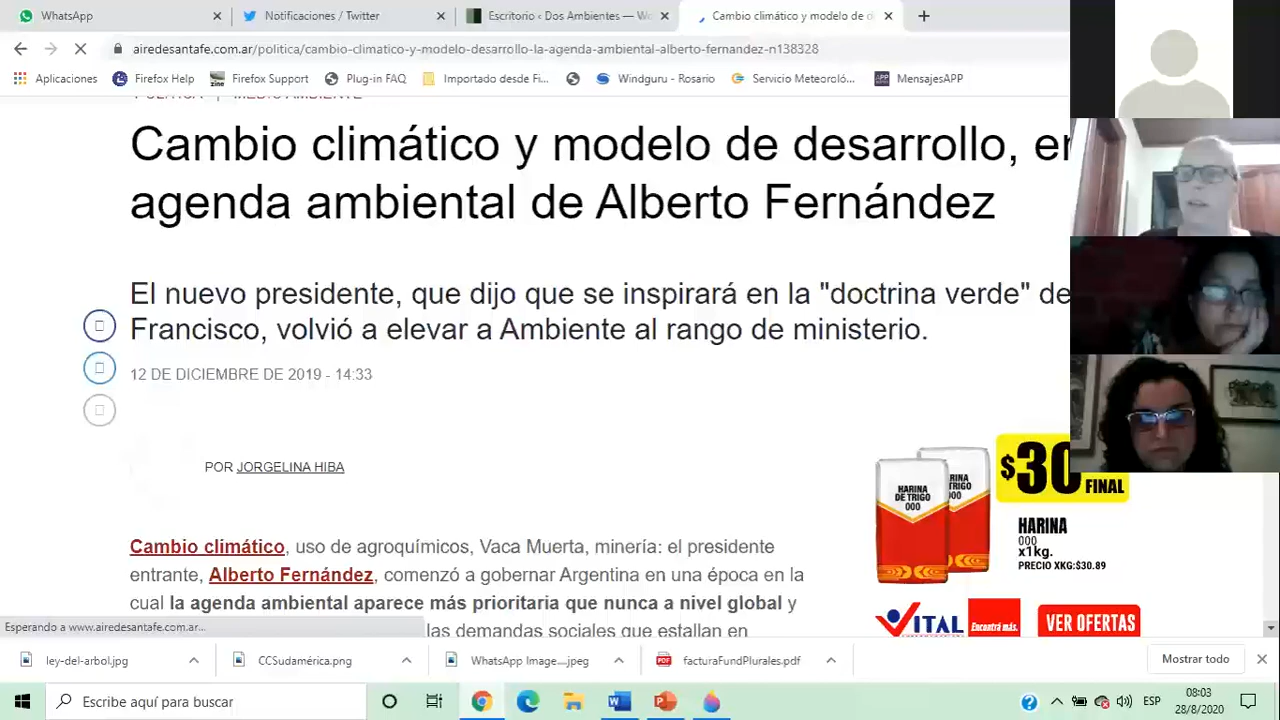 WhatsApp
Notificaciones / Twitter
Escritorio ‹ Dos Ambientes — Wo
Cambio climático y modelo de de
airedesantafe.com.ar/politica/cambio-climatico-y-modelo-desarrollo-la-agenda-ambiental-alberto-fernandez-n138328
Aplicaciones
Firefox Help
Firefox Support
Plug-in FAQ
Importado desde Fi...
Windguru - Rosario
Servicio Meteoroló...
MensajesAPP
Cambio climático y modelo de desarrollo, en
agenda ambiental de Alberto Fernández
El nuevo presidente, que dijo que se inspirará en la "doctrina verde" de
Francisco, volvió a elevar a Ambiente al rango de ministerio.
12 DE DICIEMBRE DE 2019 - 14:33
POR JORGELINA HIBA
Cambio climático, uso de agroquímicos, Vaca Muerta, minería: el presidente
entrante, Alberto Fernández, comenzó a gobernar Argentina en una época en la
cual la agenda ambiental aparece más prioritaria que nunca a nivel global y
las demandas sociales que estallan en
HARINA
DE TRIGO
000
$30
FINAL
HARINA
000
x1kg.
PRECIO XKG:$30.89
VITAL
Encontrá más.
VER OFERTAS
Esperando a www.airedesantafe.com.ar...
ley-del-arbol.jpg
CCSudamérica.png
WhatsApp Image....jpeg
facturaFundPlurales.pdf
Mostrar todo
Escribe aquí para buscar
ESP
08:03
28/8/2020